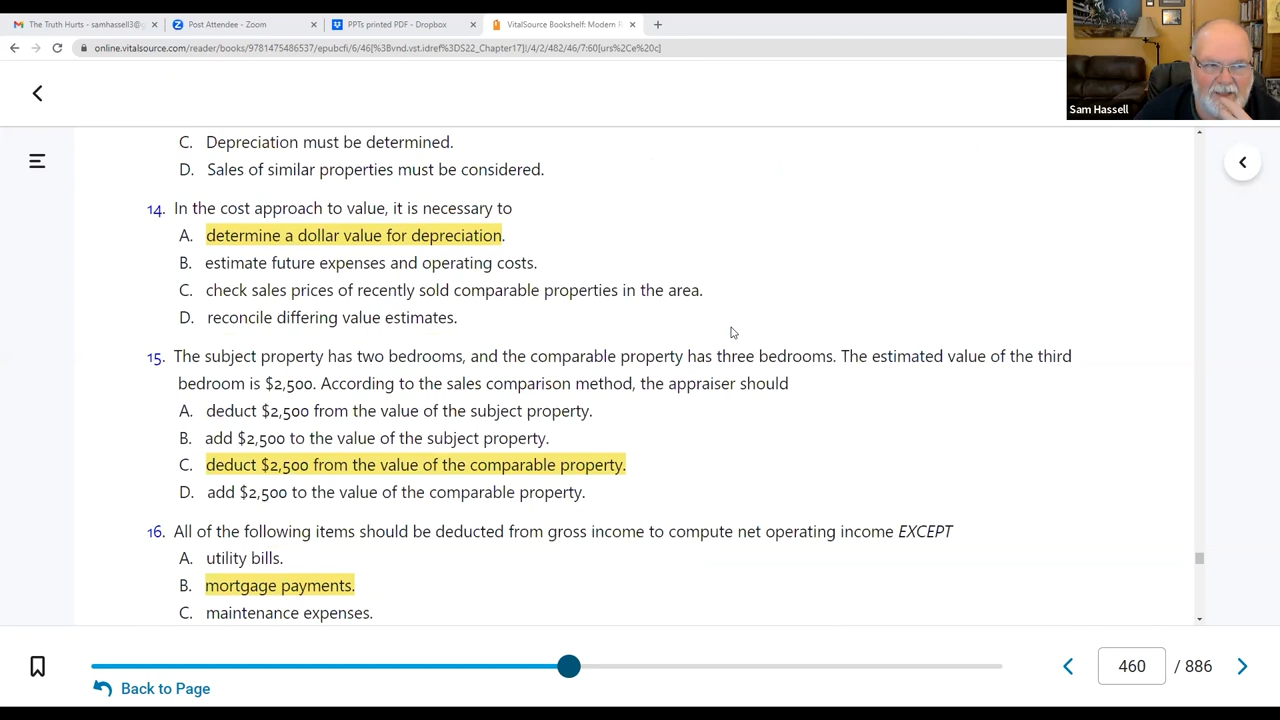 The Truth Hurts - samhassell3@g
Post Attendee - Zoom
PPTs printed PDF - Dropbox
VitalSource Bookshelf: Modern R
online.vitalsource.com/reader/books/9781475486537/epubcfi/6/46[%3Bvnd.vst.idref%3DS22_Chapter17]!/4/2/482/46/7:60[urs%2Ce%20c]
Sam Hassell
C. Depreciation must be determined.
D. Sales of similar properties must be considered.
14. In the cost approach to value, it is necessary to
A. determine a dollar value for depreciation.
B. estimate future expenses and operating costs.
C. check sales prices of recently sold comparable properties in the area.
D. reconcile differing value estimates.
15. The subject property has two bedrooms, and the comparable property has three bedrooms. The estimated value of the third
bedroom is $2,500. According to the sales comparison method, the appraiser should
A. deduct $2,500 from the value of the subject property.
B. add $2,500 to the value of the subject property.
C. deduct $2,500 from the value of the comparable property.
D. add $2,500 to the value of the comparable property.
16. All of the following items should be deducted from gross income to compute net operating income EXCEPT
A. utility bills.
B. mortgage payments.
C. maintenance expenses.
460 / 886
Back to Page